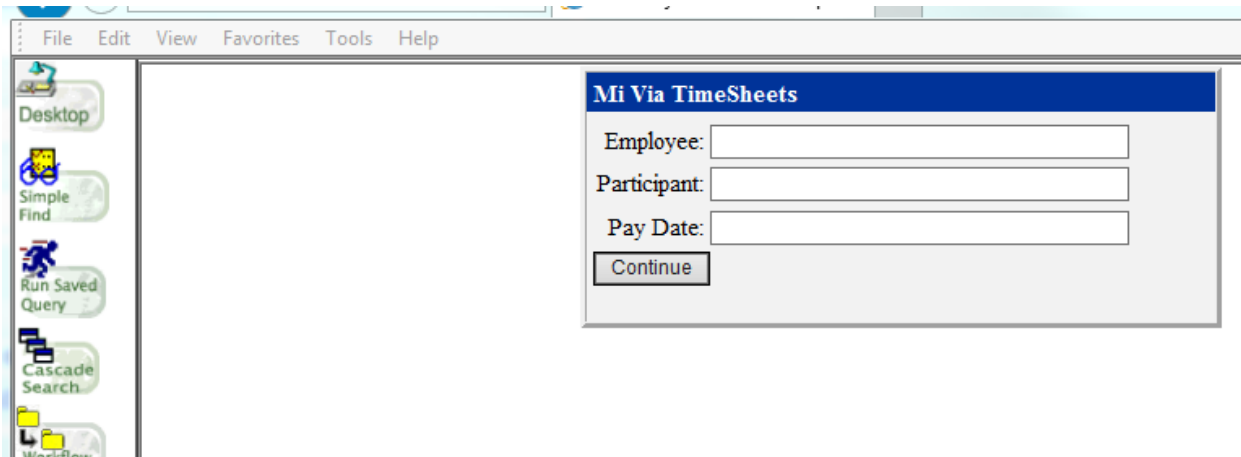 File Edit View Favorites Tools Help
Desktop
Simple
Find
Run Saved
Query
Cascade
Search
Workflow
Mi Via TimeSheets
Employee:
Participant:
Pay Date:
Continue